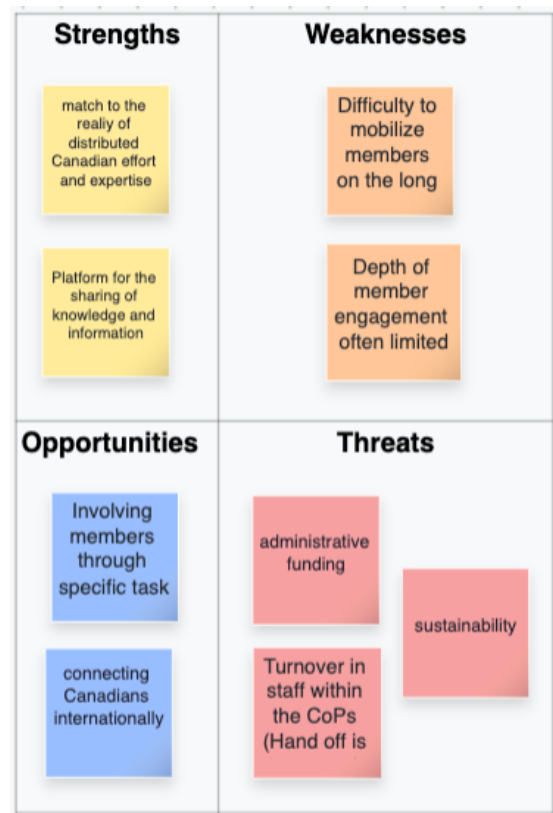 Strengths
match to the
realiy of
distributed
Canadian effort
and expertise
Platform for the
sharing of
knowledge and
information
Weaknesses
Difficulty to
mobilize
members
on the long
Depth of
member
engagement
often limited
Opportunities
Involving
members
through
specific task
connecting
Canadians
internationally
Threats
administrative
funding
sustainability
Turnover in
staff within
the CoPs
(Hand off is